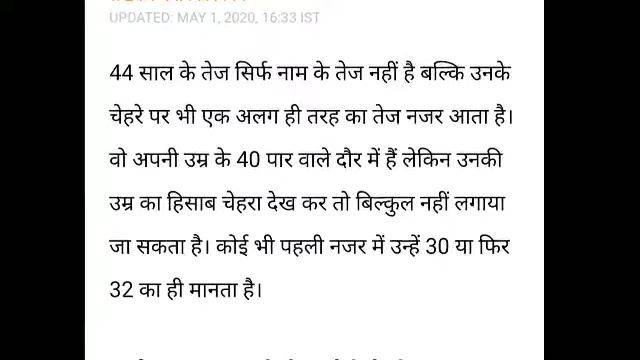 UPDATED: MAY 1, 2020, 16:33 IST
44 साल के तेज सिर्फ नाम के तेज नहीं है बल्कि उनके
चेहरे पर भी एक अलग ही तरह का तेज नजर आता है।
वो अपनी उम्र के 40 पार वाले दौर में हैं लेकिन उनकी
उम्र का हिसाब चेहरा देख कर तो बिल्कुल नहीं लगाया
जा सकता है। कोई भी पहली नजर में उन्हें 30 या फिर
32 का ही मानता है।